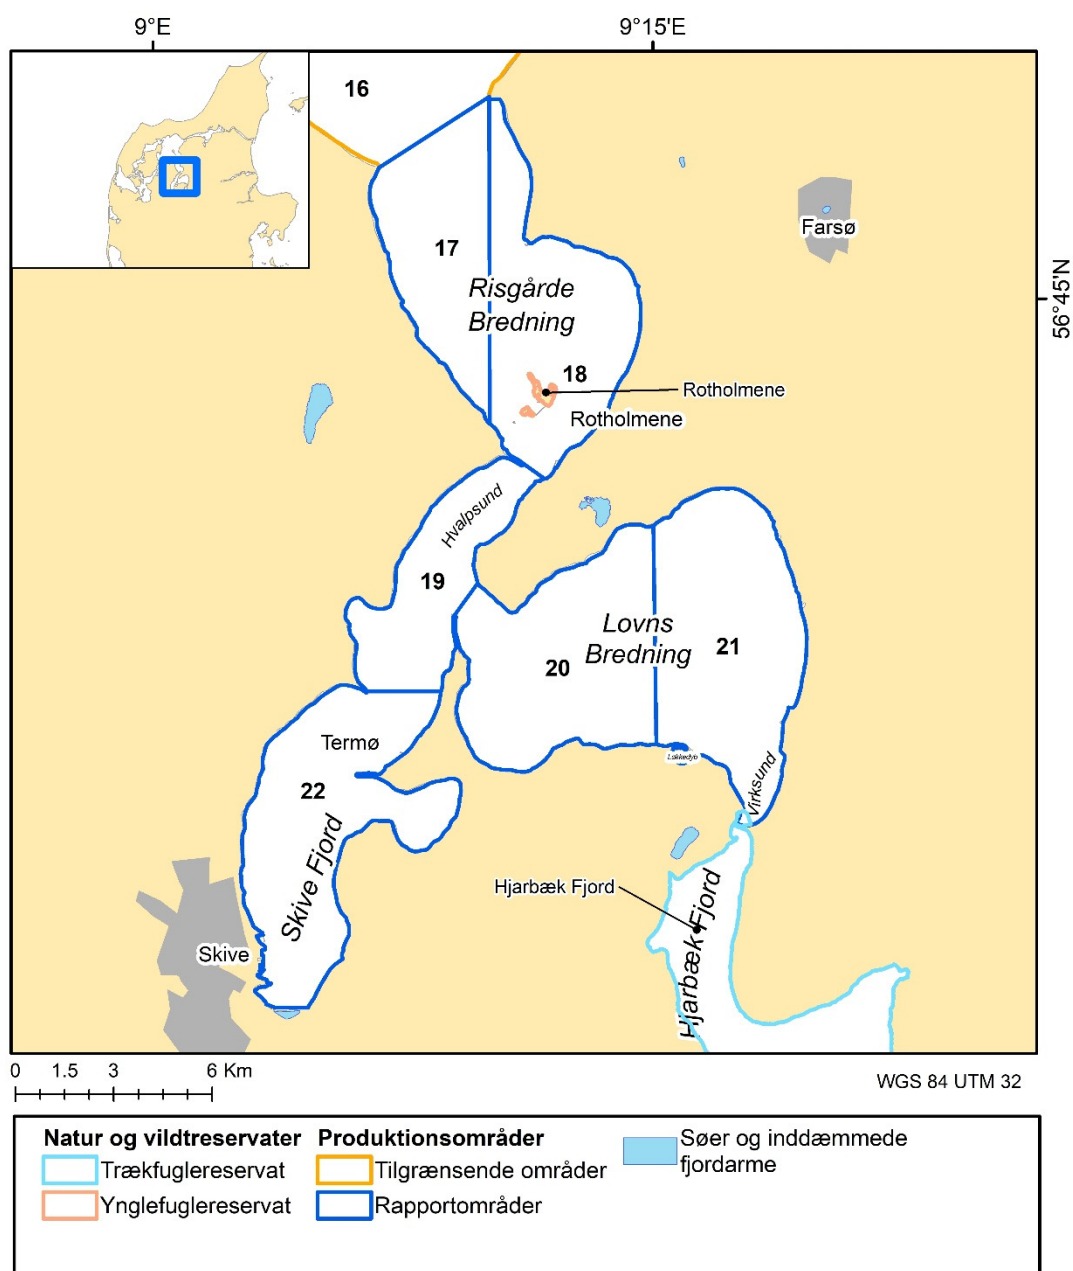 9°E
9°15'E
16
17
Farsø
Risgårde
Bredning
56°45'N
18
Rotholmene
Rotholmene
Hvalpsund
19
Lovns
Bredning
21
20
Termø
Lakkedyb
Virksund
22
Skive Fjord
Hjarbæk Fjord
Hjarbæk Fjord
Skive
0 1.5 3 6 Km
WGS 84 UTM 32
Natur og vildtreservater
Trækfuglereservat
Ynglefuglereservat
Produktionsområder
Tilgrænsende områder
Rapportområder
Søer og inddæmmede
fjordarme